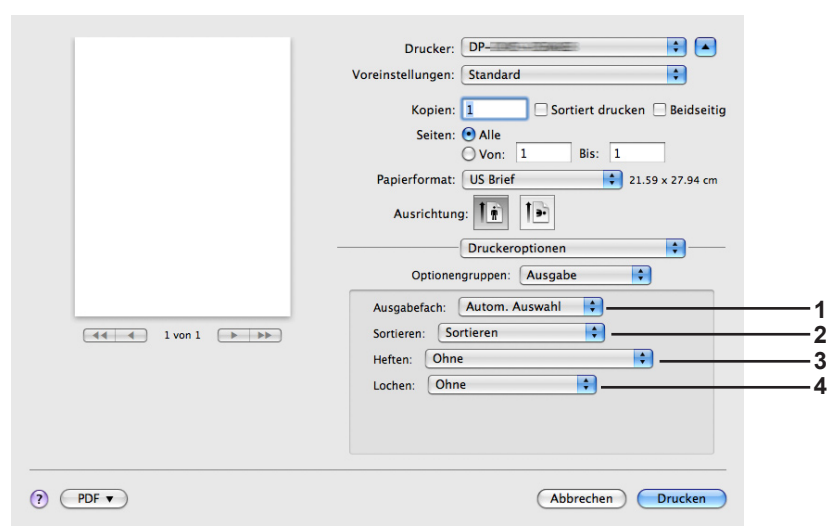 Drucker: DP-
Voreinstellungen: Standard
Kopien: 1 Sortiert drucken Beidseitig
Seiten: Alle
Von: 1 Bis: 1
Papierformat: US Brief 21.59 x 27.94 cm
Ausrichtung:
Druckeroptionen
Optionengruppen: Ausgabe
Ausgabefach: Autom. Auswahl 1
Sortieren: Sortieren 2
Heften: Ohne 3
Lochen: Ohne 4
1 von 1
? PDF ▼ Abbrechen Drucken